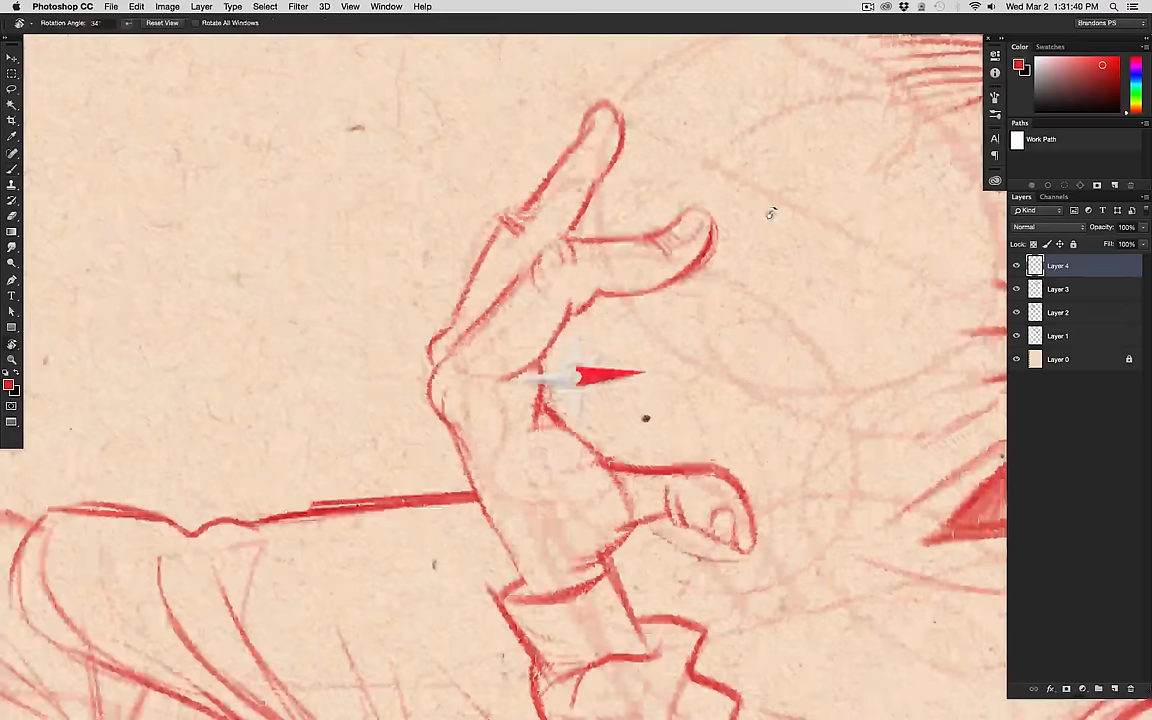 Photoshop CC File Edit Image Layer Type Select Filter 3D View Window Help Wed Mar 2 1:31:40 PM
Rotation Angle: 34° Reset View Rotate All Windows Brandons PS
Color Swatches
Paths
Work Path
Layers Channels
Kind
Normal Opacity: 100%
Lock: Fill: 100%
Layer 4
Layer 3
Layer 2
Layer 1
Layer 0